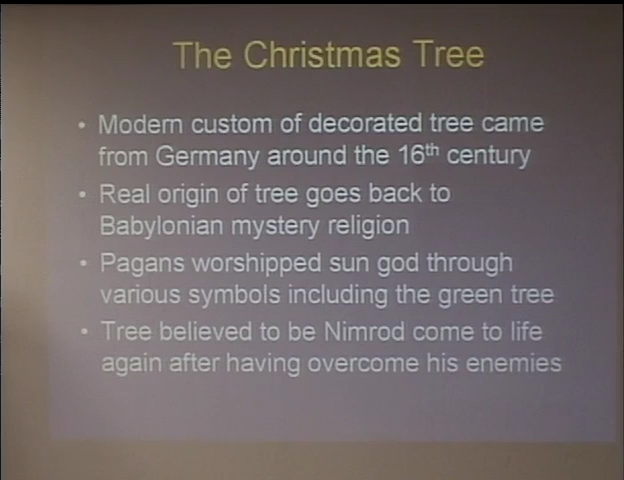 The Christmas Tree
• Modern custom of decorated tree came
from Germany around the 16th century
• Real origin of tree goes back to
Babylonian mystery religion
• Pagans worshipped sun god through
various symbols including the green tree
• Tree believed to be Nimrod come to life
again after having overcome his enemies